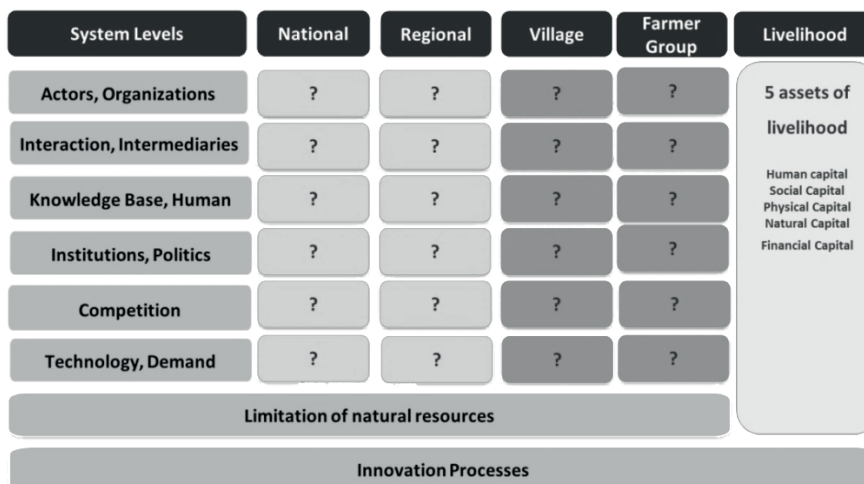 System Levels National Regional Village Farmer Group Livelihood
Actors, Organizations ? ? ? ?
5 assets of
livelihood
Interaction, Intermediaries ? ? ? ?
Human capital
Social Capital
Physical Capital
Natural Capital
Financial Capital
Knowledge Base, Human ? ? ? ?
Institutions, Politics ? ? ? ?
Competition ? ? ? ?
Technology, Demand ? ? ? ?
Limitation of natural resources
Innovation Processes